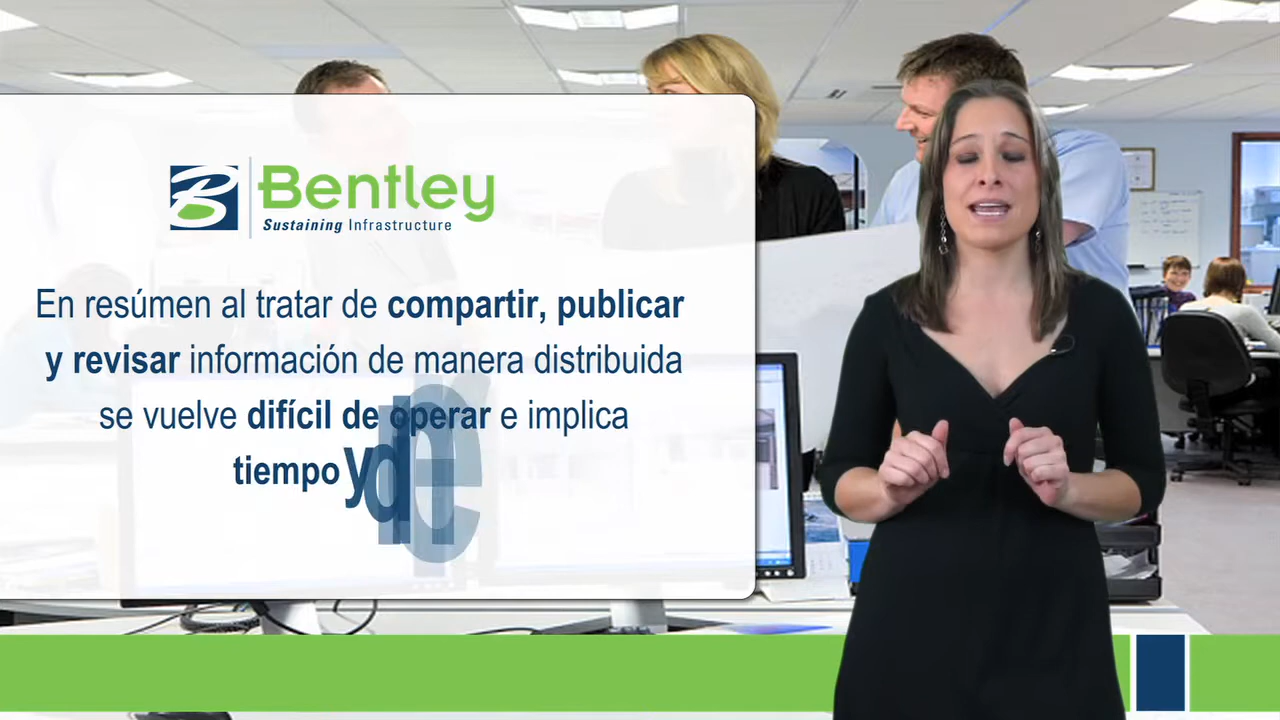 Bentley
Sustaining Infrastructure
En resúmen al tratar de compartir, publicar
y revisar información de manera distribuida
se vuelve difícil de operar e implica
tiempo y